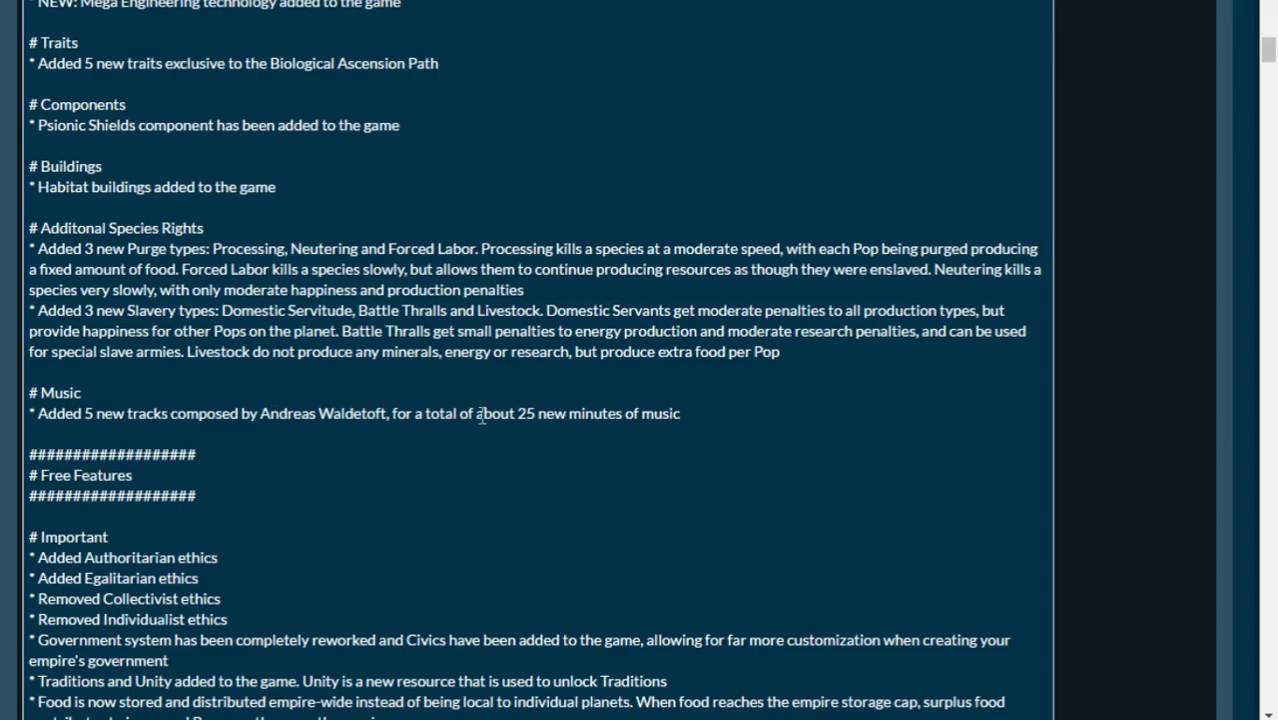 * NEW: Mega Engineering technology added to the game
# Traits
* Added 5 new traits exclusive to the Biological Ascension Path
# Components
* Psionic Shields component has been added to the game
# Buildings
* Habitat buildings added to the game
# Additonal Species Rights
* Added 3 new Purge types: Processing, Neutering and Forced Labor. Processing kills a species at a moderate speed, with each Pop being purged producing
a fixed amount of food. Forced Labor kills a species slowly, but allows them to continue producing resources as though they were enslaved. Neutering kills a
species very slowly, with only moderate happiness and production penalties
* Added 3 new Slavery types: Domestic Servitude, Battle Thralls and Livestock. Domestic Servants get moderate penalties to all production types, but
provide happiness for other Pops on the planet. Battle Thralls get small penalties to energy production and moderate research penalties, and can be used
for special slave armies. Livestock do not produce any minerals, energy or research, but produce extra food per Pop
# Music
* Added 5 new tracks composed by Andreas Waldetoft, for a total of about 25 new minutes of music
###################
# Free Features
###################
# Important
* Added Authoritarian ethics
* Added Egalitarian ethics
* Removed Collectivist ethics
* Removed Individualist ethics
* Government system has been completely reworked and Civics have been added to the game, allowing for far more customization when creating your
empire's government
* Traditions and Unity added to the game. Unity is a new resource that is used to unlock Traditions
* Food is now stored and distributed empire-wide instead of being local to individual planets. When food reaches the empire storage cap, surplus food